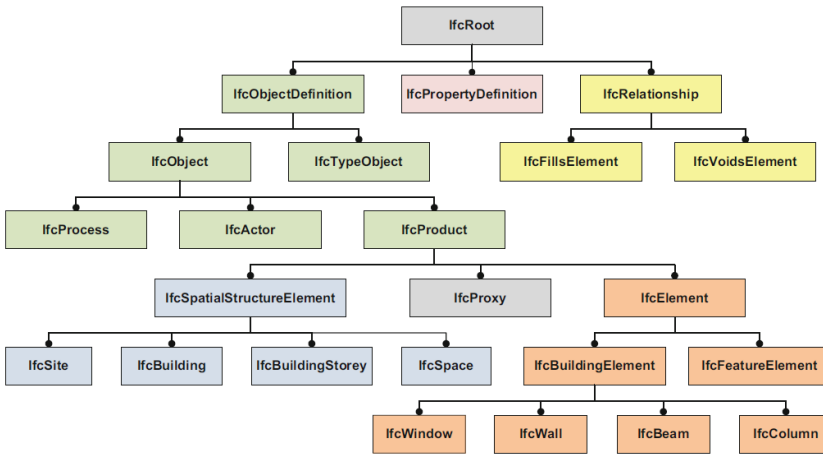 IfcRoot
IfcObjectDefinition
IfcPropertyDefinition
IfcRelationship
IfcObject
IfcTypeObject
IfcFillsElement
IfcVoidsElement
IfcProcess
IfcActor
IfcProduct
IfcSpatialStructureElement
IfcProxy
IfcElement
IfcSite
IfcBuilding
IfcBuildingStorey
IfcSpace
IfcBuildingElement
IfcFeatureElement
IfcWindow
IfcWall
IfcBeam
IfcColumn